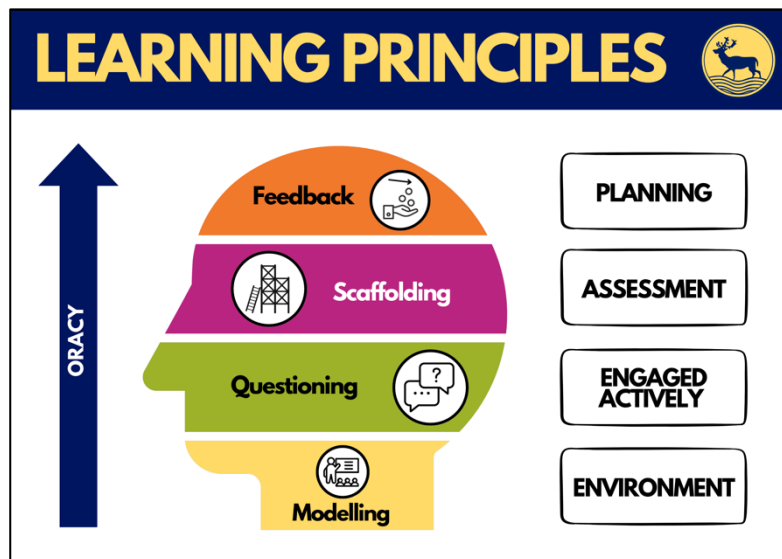 LEARNING PRINCIPLES
ORACY
Feedback
Scaffolding
Questioning
?
Modelling
PLANNING
ASSESSMENT
ENGAGED
ACTIVELY
ENVIRONMENT